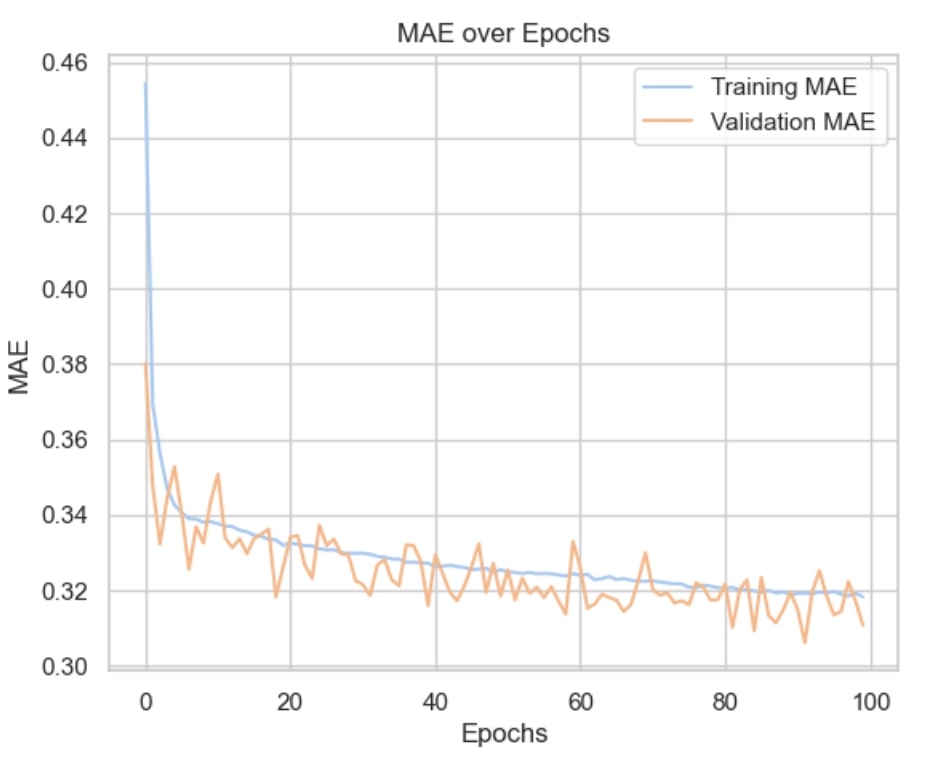 MAE over Epochs
Training MAE
Validation MAE
0.46
0.44
0.42
0.40
0.38
0.36
0.34
0.32
0.30
MAE
0 20 40 60 80 100
Epochs